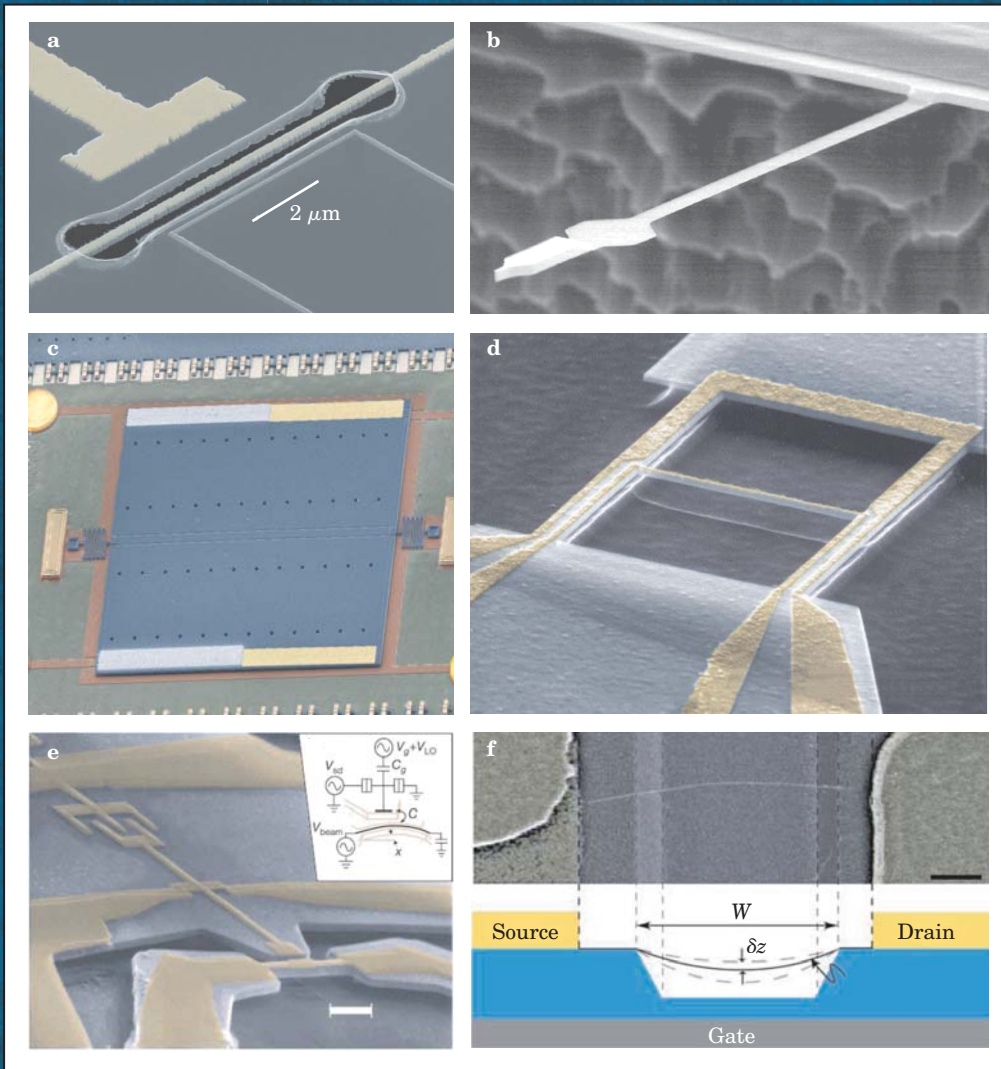 a
2 μm
b
c
d
e
V_g+V_LO
C_g
V_sd
C
V_beam
x
f
W
Source
Drain
δz
Gate